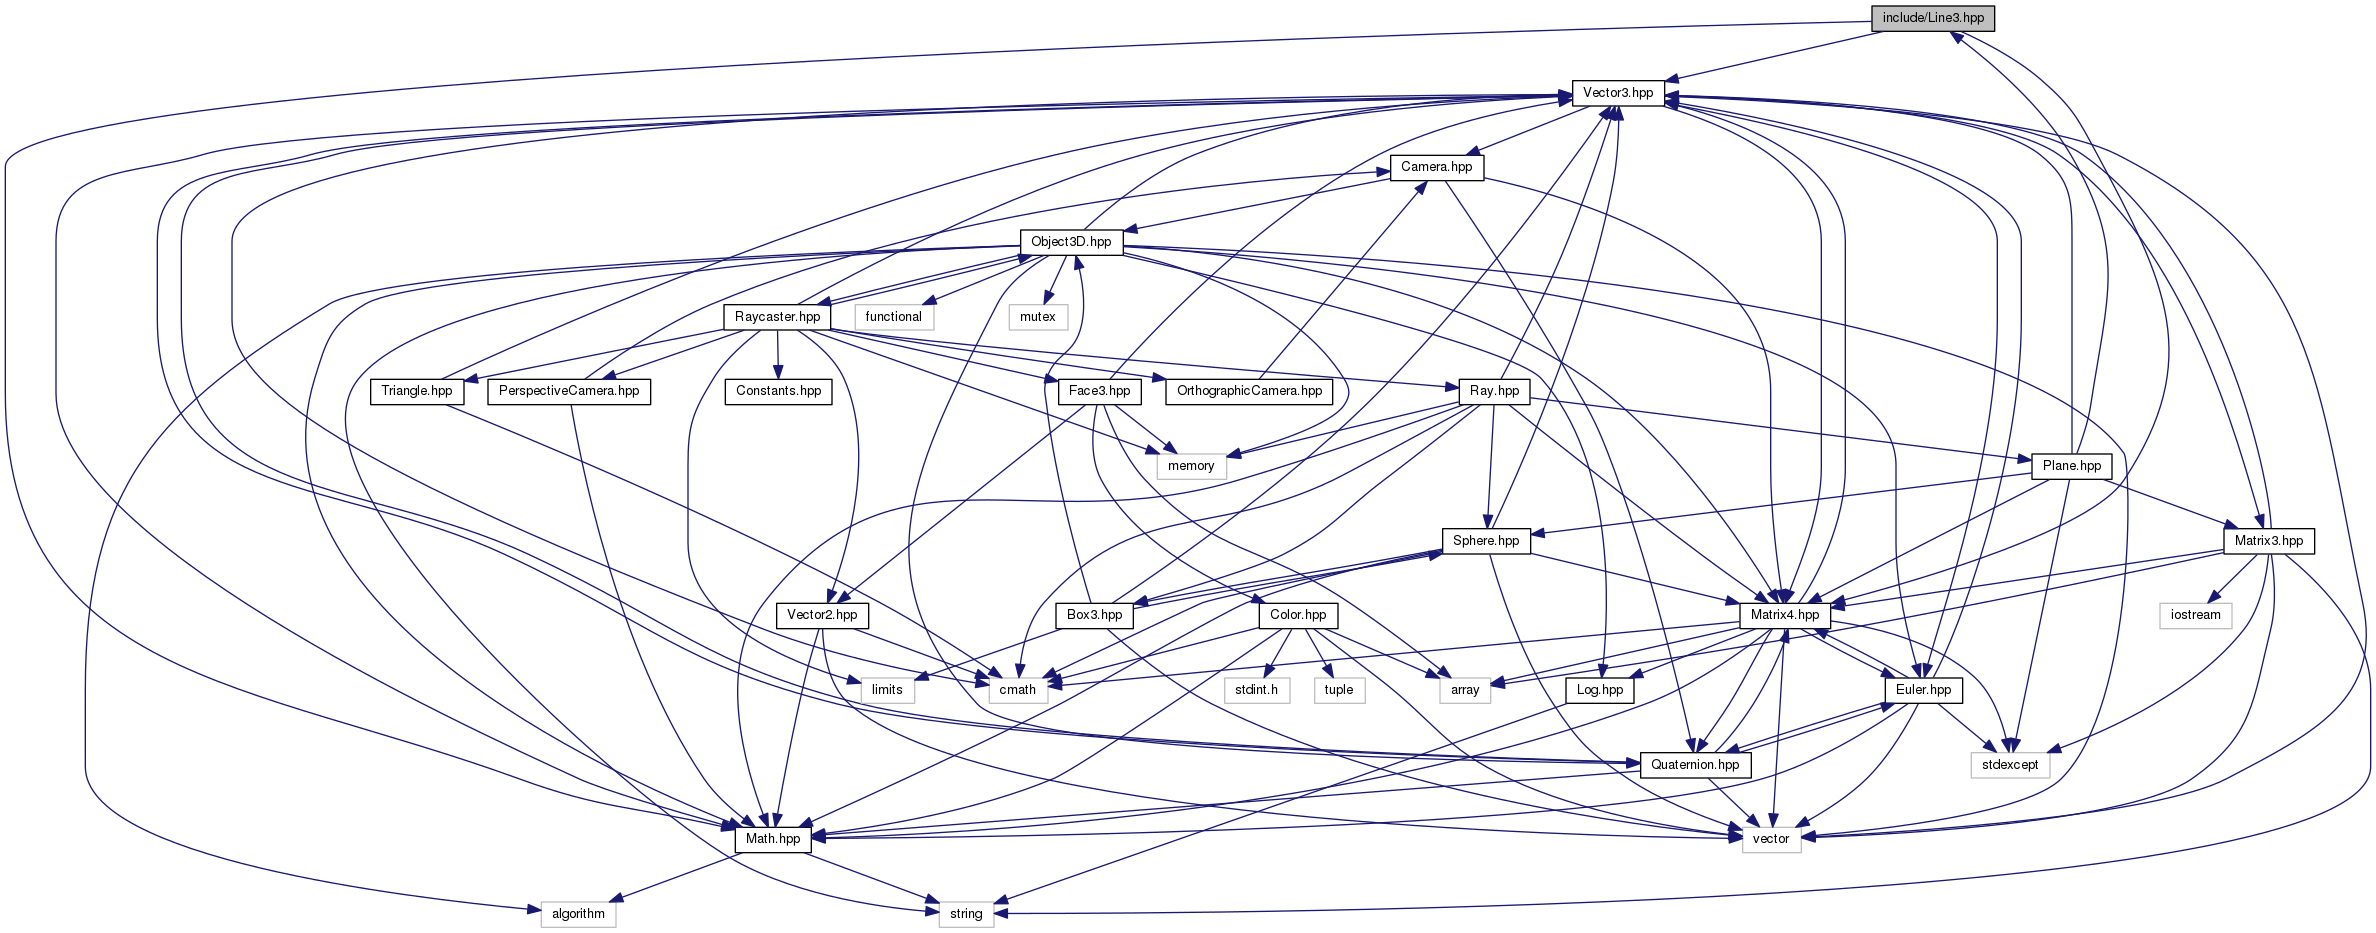 include/Line3.hpp
Vector3.hpp
Camera.hpp
Object3D.hpp
Raycaster.hpp
functional
mutex
Triangle.hpp
PerspectiveCamera.hpp
Constants.hpp
Face3.hpp
OrthographicCamera.hpp
Ray.hpp
memory
Plane.hpp
Sphere.hpp
Matrix3.hpp
Vector2.hpp
Box3.hpp
Color.hpp
Matrix4.hpp
iostream
limits
cmath
stdint.h
tuple
array
Log.hpp
Euler.hpp
Quaternion.hpp
stdexcept
Math.hpp
vector
algorithm
string